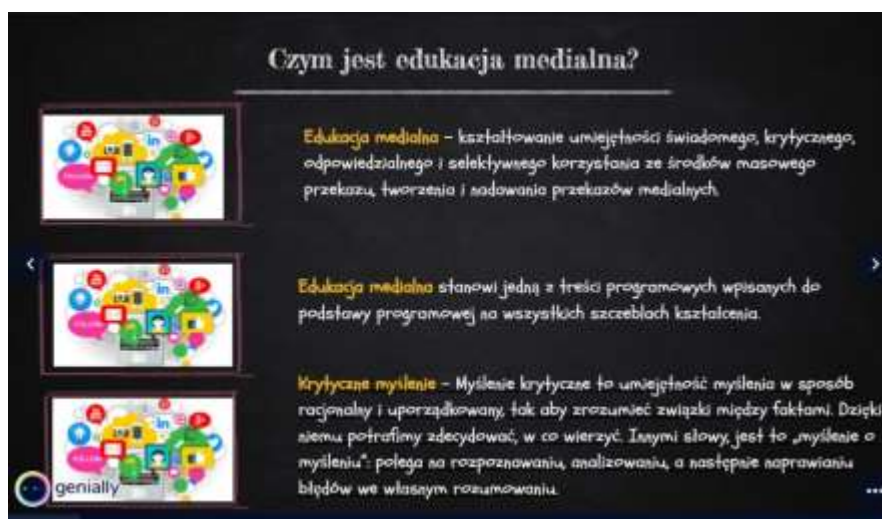 Czym jest edukacja medialna?
Edukacja medialna – kształtowanie umiejętności świadomego, krytycznego,
odpowiedzialnego i selektywnego korzystania ze środków masowego
przekazu, tworzenia i nadawania przekazów medialnych.
Edukacja medialna stanowi jedną z treści programowych wpisanych do
podstawy programowej na wszystkich szczeblach kształcenia.
Krytyczne myślenie – Myślenie krytyczne to umiejętność myślenia w sposób
racjonalny i uporządkowany, tak aby zrozumieć związki między faktami. Dzięki
niemu potrafimy zdecydować, w co wierzyć. Innymi słowy, jest to „myślenie o
myśleniu”: polega na rozpoznawaniu, analizowaniu, a następnie naprawianiu
błędów we własnym rozumowaniu.
genially